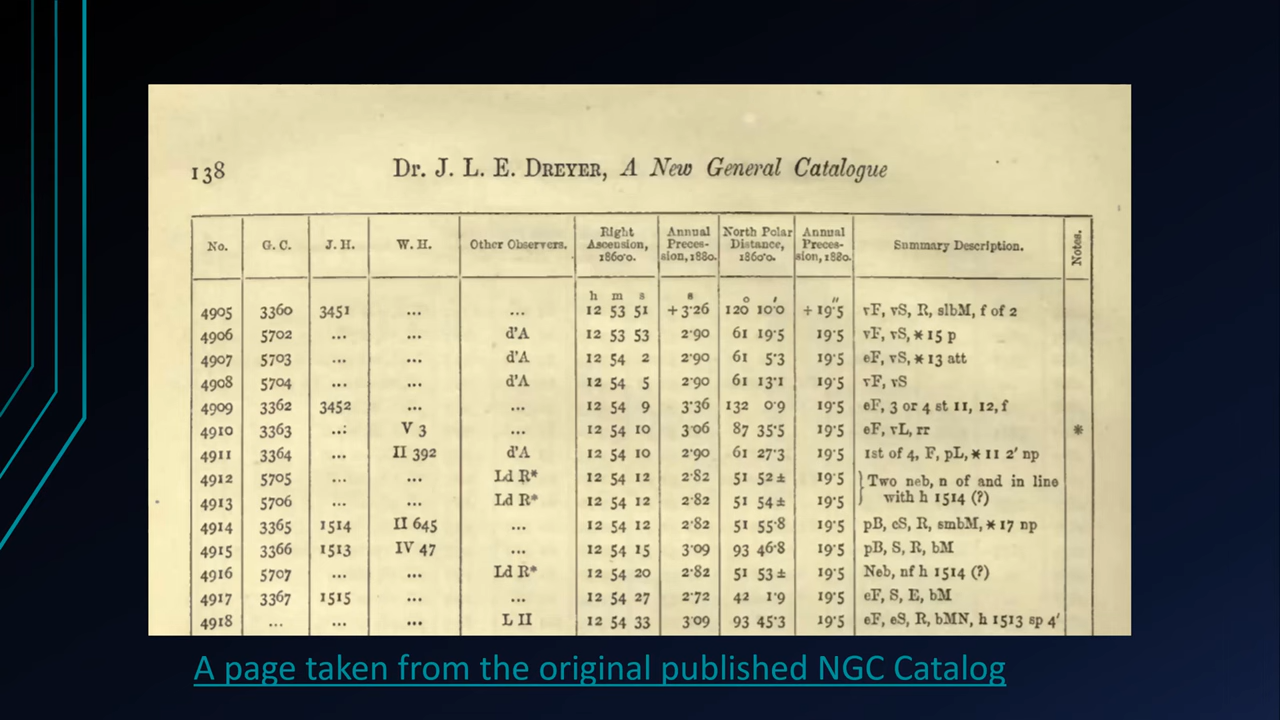 138 Dr. J. L. E. DREYER, A New General Catalogue
No. G. C. J. H. W. H. Other Observers. Right Ascension, 1860·0. Annual Preces-sion, 1880. North Polar Distance, 1860·0. Annual Preces-sion, 1880. Summary Description. Notes.
h m s s ° ′ ″
4905 3360 3451 ... ... 12 53 51 + 3·26 120 10·0 + 19·5 vF, vS, R, slbM, f of 2
4906 5702 ... ... d'A 12 53 53 2·90 61 19·5 19·5 vF, vS, * 15 p
4907 5703 ... ... d'A 12 54 2 2·90 61 5·3 19·5 eF, vS, * 13 att
4908 5704 ... ... d'A 12 54 5 2·90 61 13·1 19·5 vF, vS
4909 3362 3452 ... ... 12 54 9 3·36 132 0·9 19·5 eF, 3 or 4 st 11, 12, f
4910 3363 ... V 3 ... 12 54 10 3·06 87 35·5 19·5 eF, vL, rr *
4911 3364 ... II 392 d'A 12 54 10 2·90 61 27·3 19·5 1st of 4, F, pL, * 11 2′ np
4912 5705 ... ... Ld R* 12 54 12 2·82 51 52± 19·5 } Two neb, n of and in line
4913 5706 ... ... Ld R* 12 54 12 2·82 51 54± 19·5 with h 1514 (?)
4914 3365 1514 II 645 ... 12 54 12 2·82 51 55·8 19·5 pB, cS, R, smbM, * 17 np
4915 3366 1513 IV 47 ... 12 54 15 3·09 93 46·8 19·5 pB, S, R, bM
4916 5707 ... ... Ld R* 12 54 20 2·82 51 53± 19·5 Neb, nf h 1514 (?)
4917 3367 1515 ... ... 12 54 27 2·72 42 1·9 19·5 eF, S, E, bM
4918 ... ... ... L II 12 54 33 3·09 93 45·3 19·5 eF, eS, R, bMN, h 1513 sp 4′
A page taken from the original published NGC Catalog